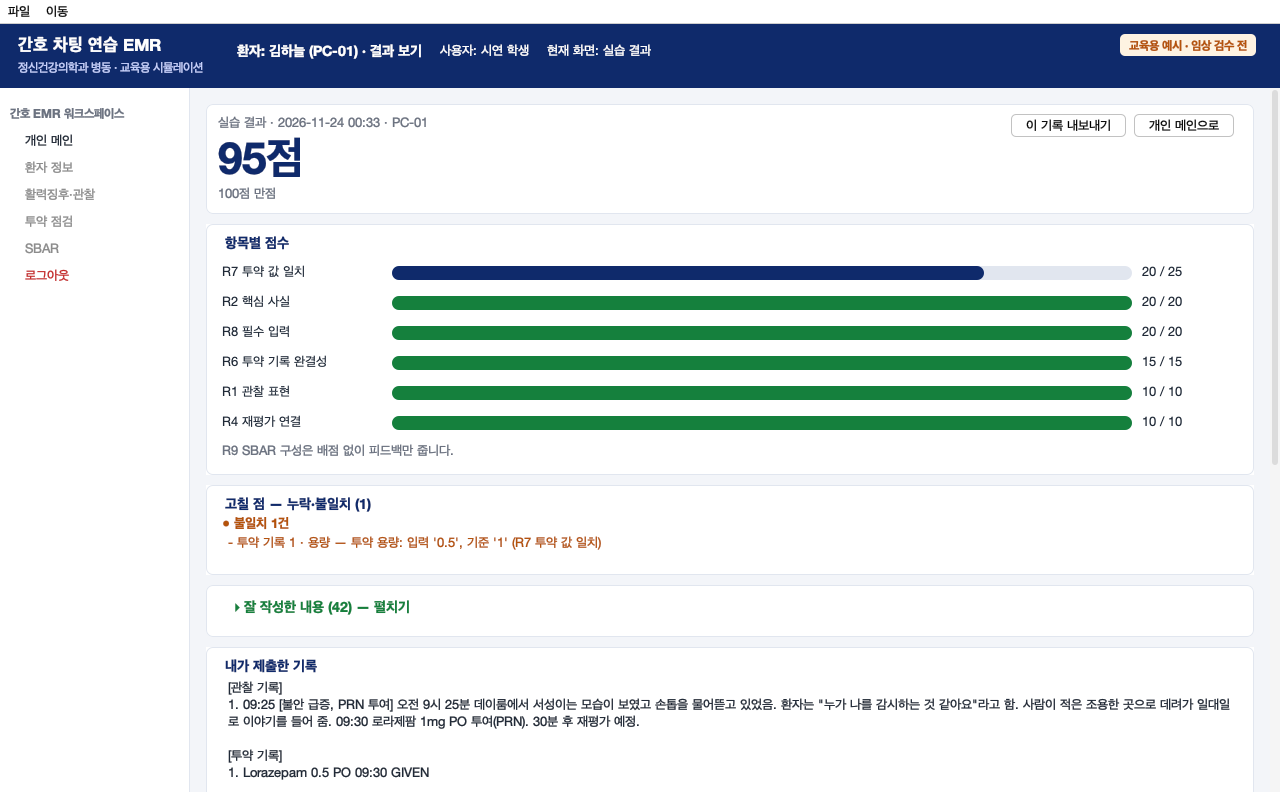 파일 이동
간호 차팅 연습 EMR
정신건강의학과 병동 · 교육용 시뮬레이션
환자: 김하늘 (PC-01) · 결과 보기 사용자: 시연 학생 현재 화면: 실습 결과
교육용 예시 · 임상 검수 전
간호 EMR 워크스페이스
개인 메인
환자 정보
활력징후·관찰
투약 점검
SBAR
로그아웃
실습 결과 · 2026-11-24 00:33 · PC-01
이 기록 내보내기
개인 메인으로
95점
100점 만점
항목별 점수
R7 투약 값 일치 20 / 25
R2 핵심 사실 20 / 20
R8 필수 입력 20 / 20
R6 투약 기록 완결성 15 / 15
R1 관찰 표현 10 / 10
R4 재평가 연결 10 / 10
R9 SBAR 구성은 배점 없이 피드백만 줍니다.
고칠 점 — 누락·불일치 (1)
● 불일치 1건
- 투약 기록 1 · 용량 — 투약 용량: 입력 '0.5', 기준 '1' (R7 투약 값 일치)
잘 작성한 내용 (42) — 펼치기
내가 제출한 기록
[관찰 기록]
1. 09:25 [불안 급증, PRN 투여] 오전 9시 25분 데이룸에서 서성이는 모습이 보였고 손톱을 물어뜯고 있었음. 환자는 "누가 나를 감시하는 것 같아요"라고 함. 사람이 적은 조용한 곳으로 데려가 일대일
로 이야기를 들어 줌. 09:30 로라제팜 1mg PO 투여(PRN). 30분 후 재평가 예정.
[투약 기록]
1. Lorazepam 0.5 PO 09:30 GIVEN